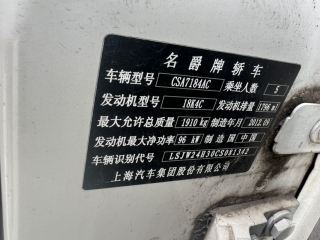 名爵牌轿车
车辆型号 CSA7184AC 乘坐人数 5
发动机型号 18K4C 发动机排量 1796 ml
最大允许总质量 1910 kg 制造年月 2012.09
发动机最大净功率 96 kW 制造国 中国
车辆识别代号 LSJW24H30CS081342
上海汽车集团股份有限公司